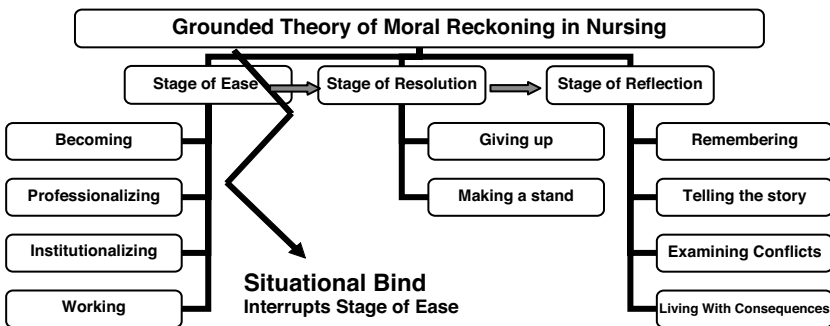 Grounded Theory of Moral Reckoning in Nursing
Stage of Ease
Stage of Resolution
Stage of Reflection
Becoming
Professionalizing
Institutionalizing
Working
Giving up
Making a stand
Remembering
Telling the story
Examining Conflicts
Living With Consequences
Situational Bind
Interrupts Stage of Ease